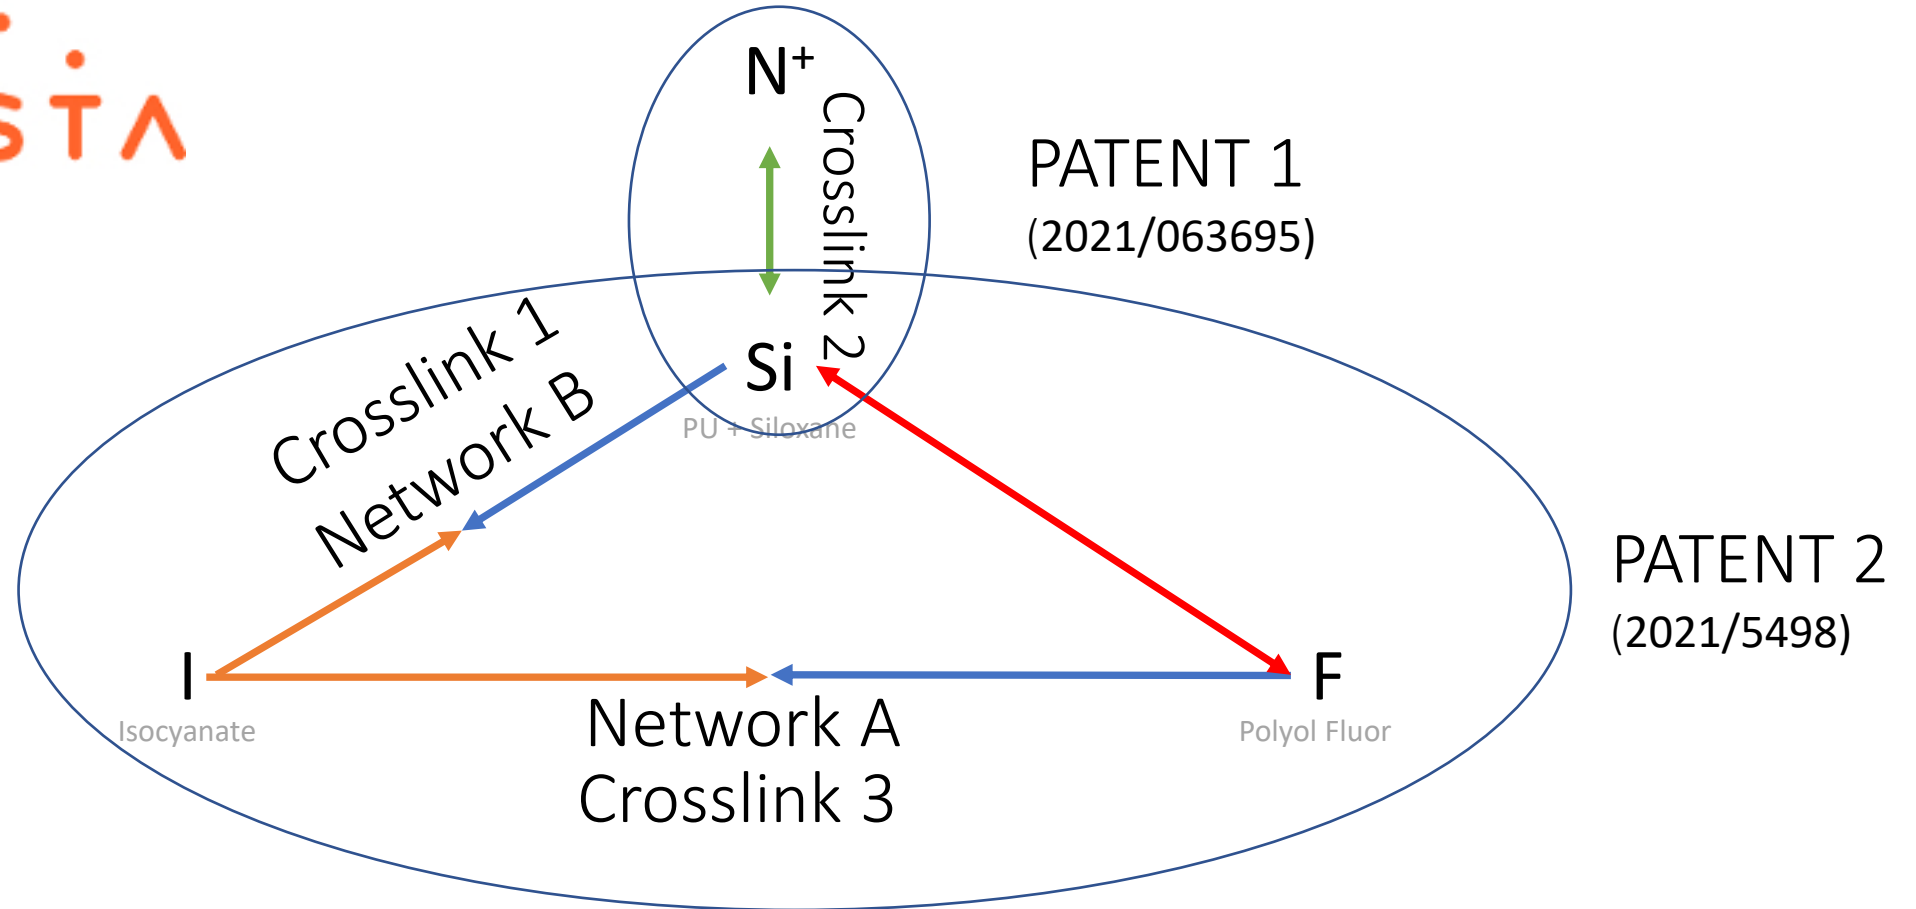 STA
N⁺
Crosslink 2
PATENT 1
(2021/063695)
Crosslink 1
Network B
Si
PU + Siloxane
PATENT 2
(2021/5498)
I
Isocyanate
F
Polyol Fluor
Network A
Crosslink 3